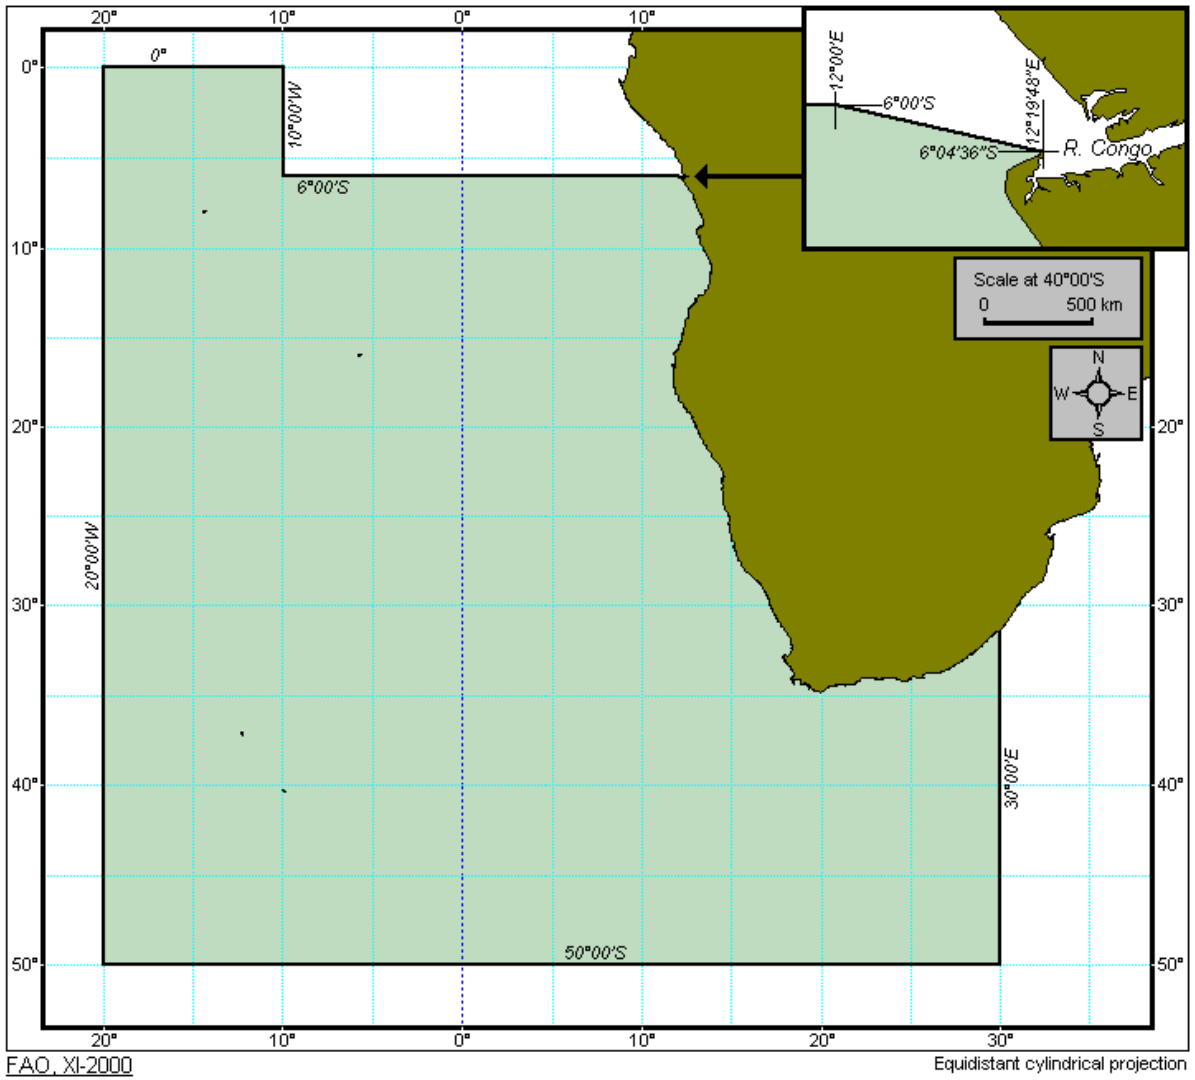 20° 10° 0° 10°
0°
0°
10°00'W
6°00'S
12°00'E
6°00'S
12°19'48"E
6°04'36"S
R. Congo
10°
Scale at 40°00'S
0 500 km
N
W E
S
20° 20°
20°00'W
30° 30°
30°00'E
40° 40°
50°00'S
50° 50°
20° 10° 0° 10° 20° 30°
FAO, XI-2000
Equidistant cylindrical projection